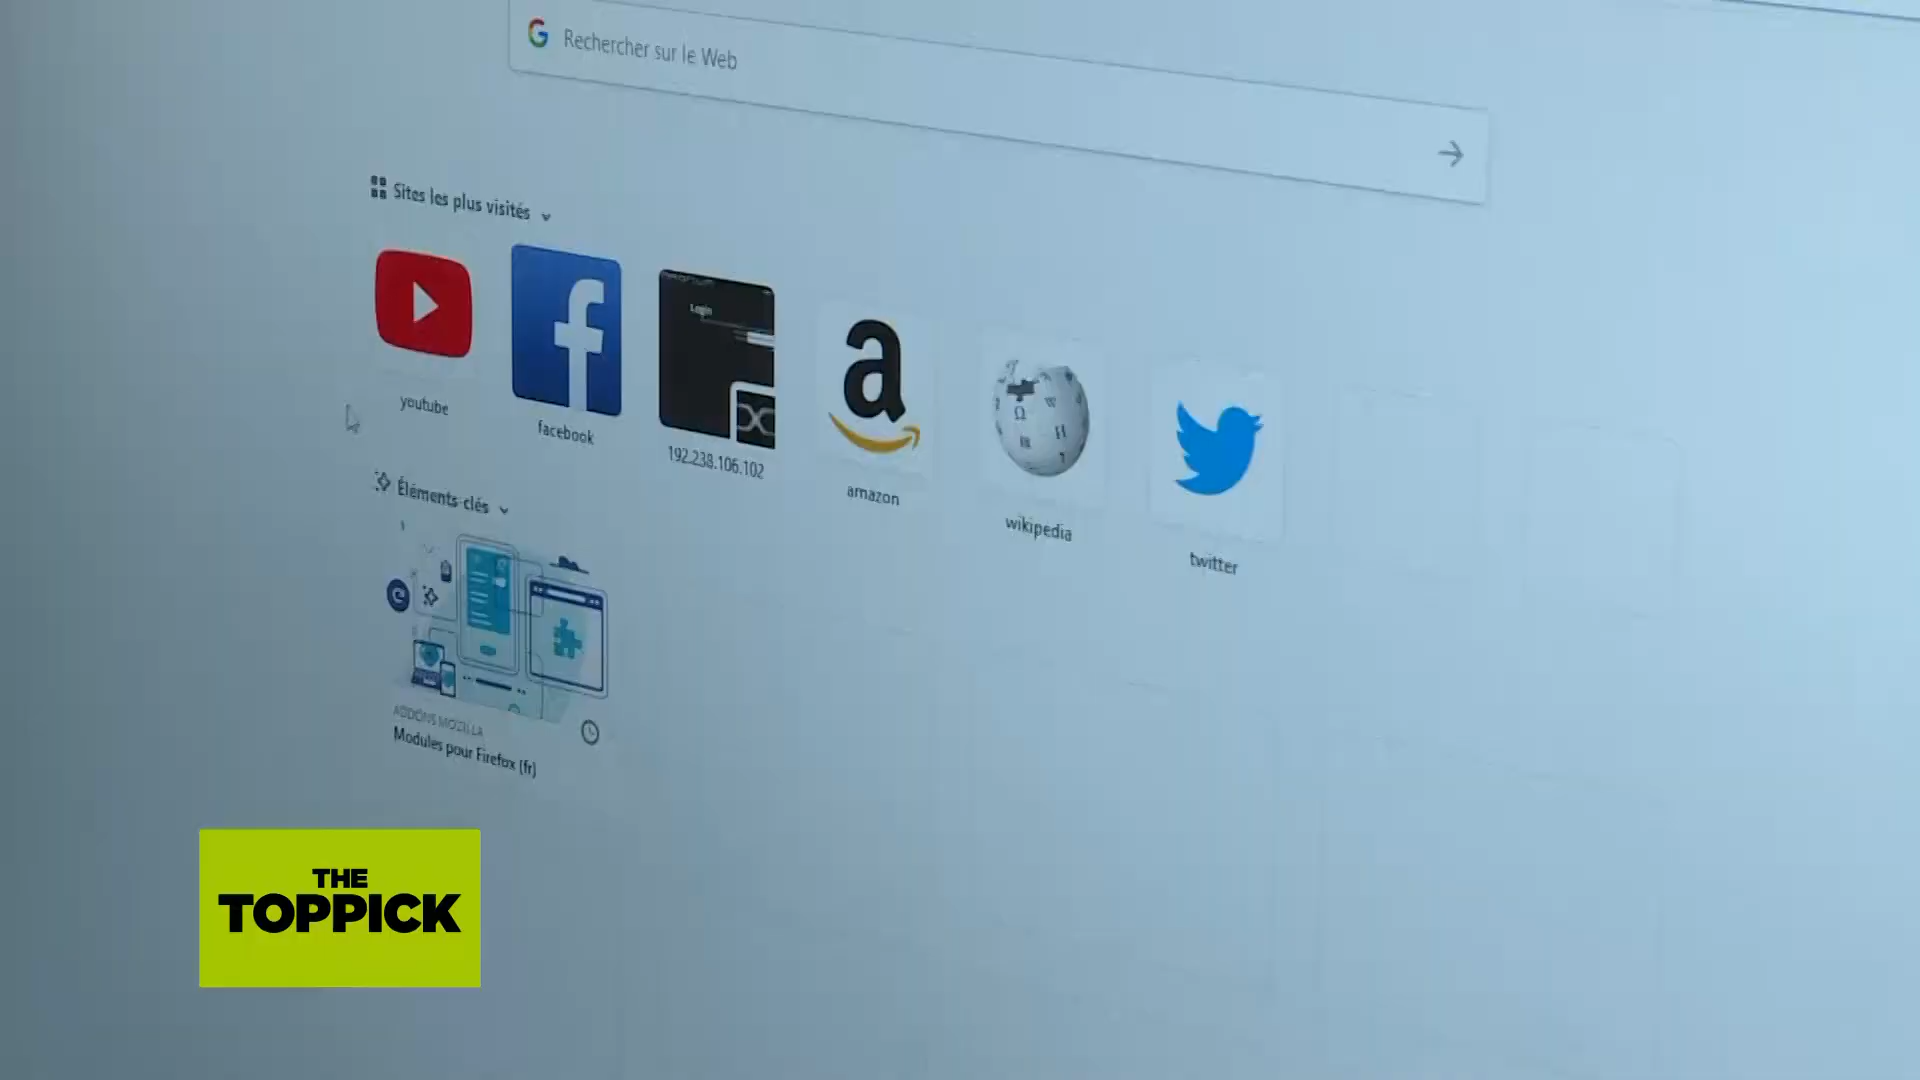 Rechercher sur le Web
Sites les plus visités
youtube
facebook
Login
192.238.106.102
amazon
wikipedia
twitter
Éléments clés
ADDONS MOZILLA
Modules pour Firefox (fr)
THE
TOPPICK